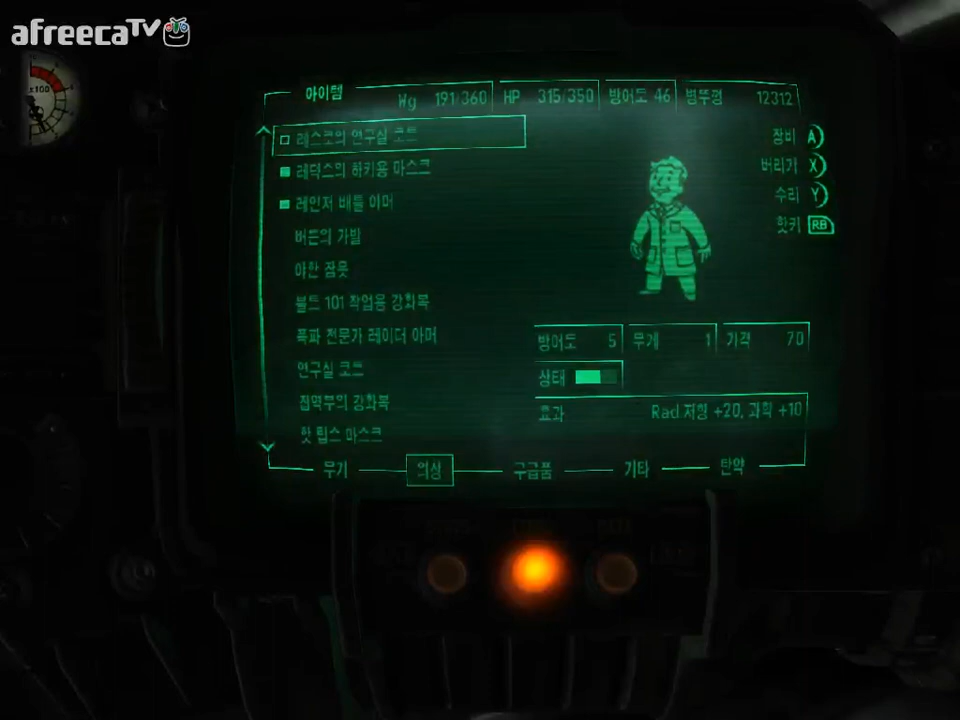 afreecaTV
x100
아이템 Wg 191/360 HP 315/350 방어도 46 병뚜껑 12312
레스코의 연구실 코트
레딕스의 하키용 마스크
레인저 배틀 아머
버튼의 가발
야한 잠옷
볼트 101 작업용 강화복
폭파 전문가 레이더 아머
연구실 코트
집역부의 강화복
핫 립스 마스크
장비 A)
버리기 X)
수리 Y)
핫키 RB
방어도 5 무게 1 가격 70
상태
효과 Rad 저항 +20, 과학 +10
무기 의상 구급품 기타 탄약